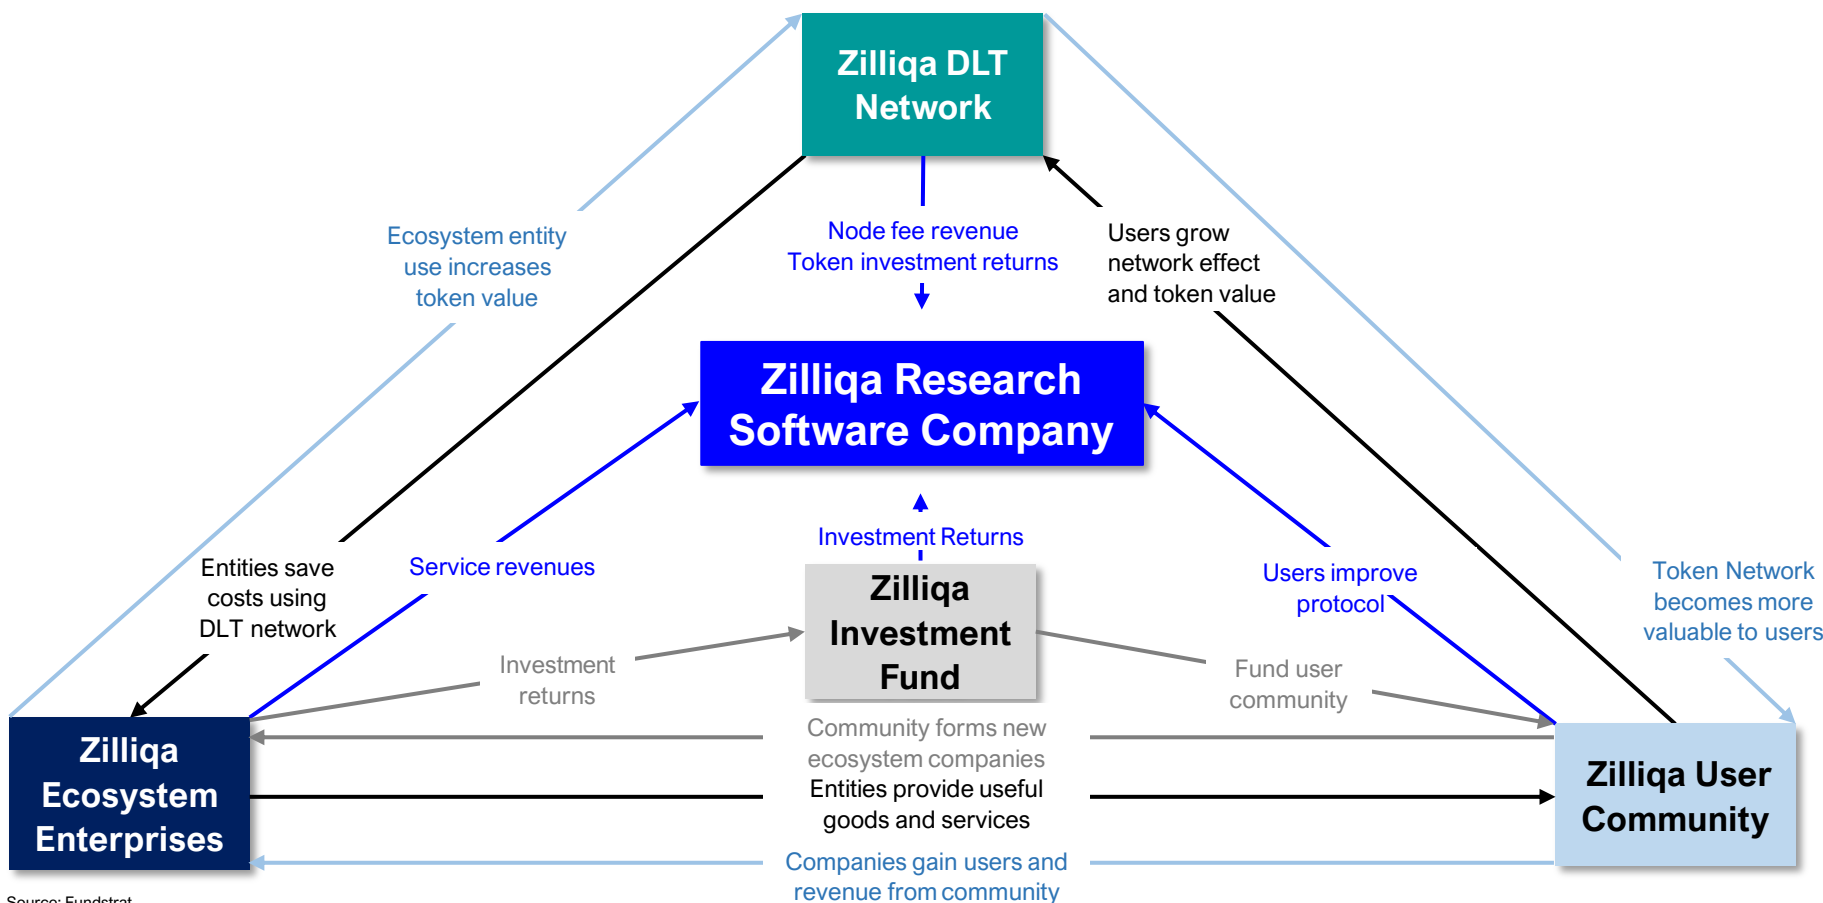 Zilliqa DLT
Network
Ecosystem entity
use increases
token value
Node fee revenue
Token investment returns
Users grow
network effect
and token value
Zilliqa Research
Software Company
Entities save
costs using
DLT network
Service revenues
Investment Returns
Users improve
protocol
Token Network
becomes more
valuable to users
Zilliqa
Investment
Fund
Investment
returns
Fund user
community
Zilliqa
Ecosystem
Enterprises
Community forms new
ecosystem companies
Entities provide useful
goods and services
Companies gain users and
revenue from community
Zilliqa User
Community
Source: Fundstrat